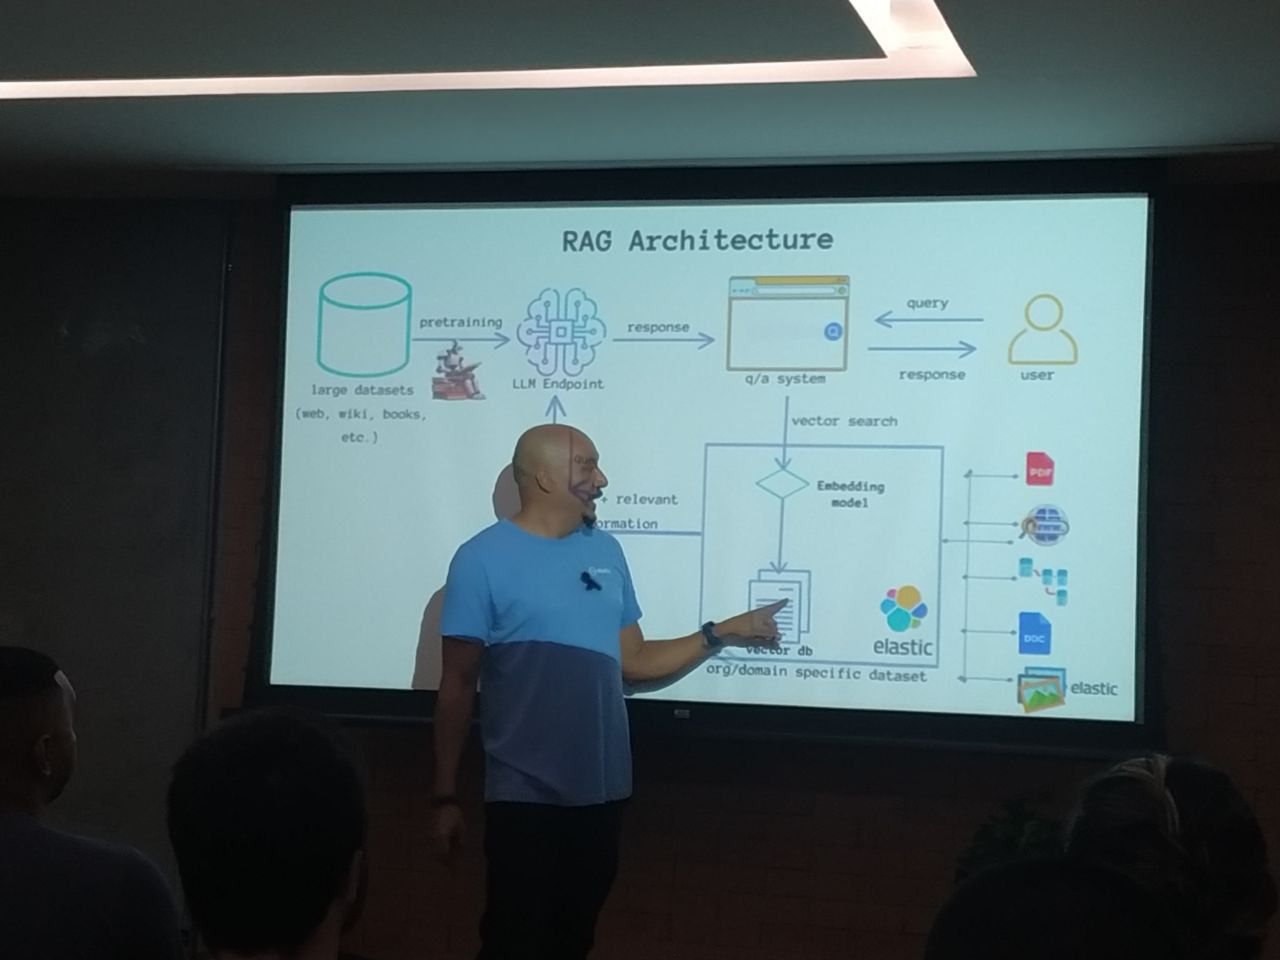 RAG Architecture
pretraining
response
query
response
large datasets
(web, wiki, books,
etc.)
LLM Endpoint
q/a system
user
vector search
Embedding
model
+ relevant
vector db
elastic
org/domain specific dataset
PDF
DOC
elastic